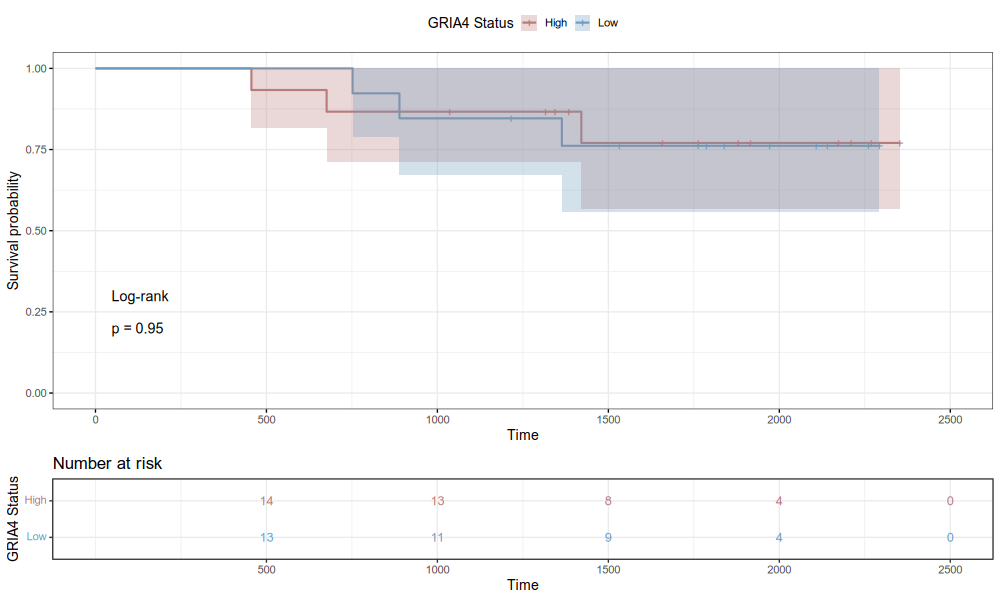 GRIA4 Status High Low
Survival probability
1.00
0.75
0.50
0.25
0.00
Log-rank
p = 0.95
0 500 1000 1500 2000 2500
Time
Number at risk
GRIA4 Status
High 14 13 8 4 0
Low 13 11 9 4 0
500 1000 1500 2000 2500
Time